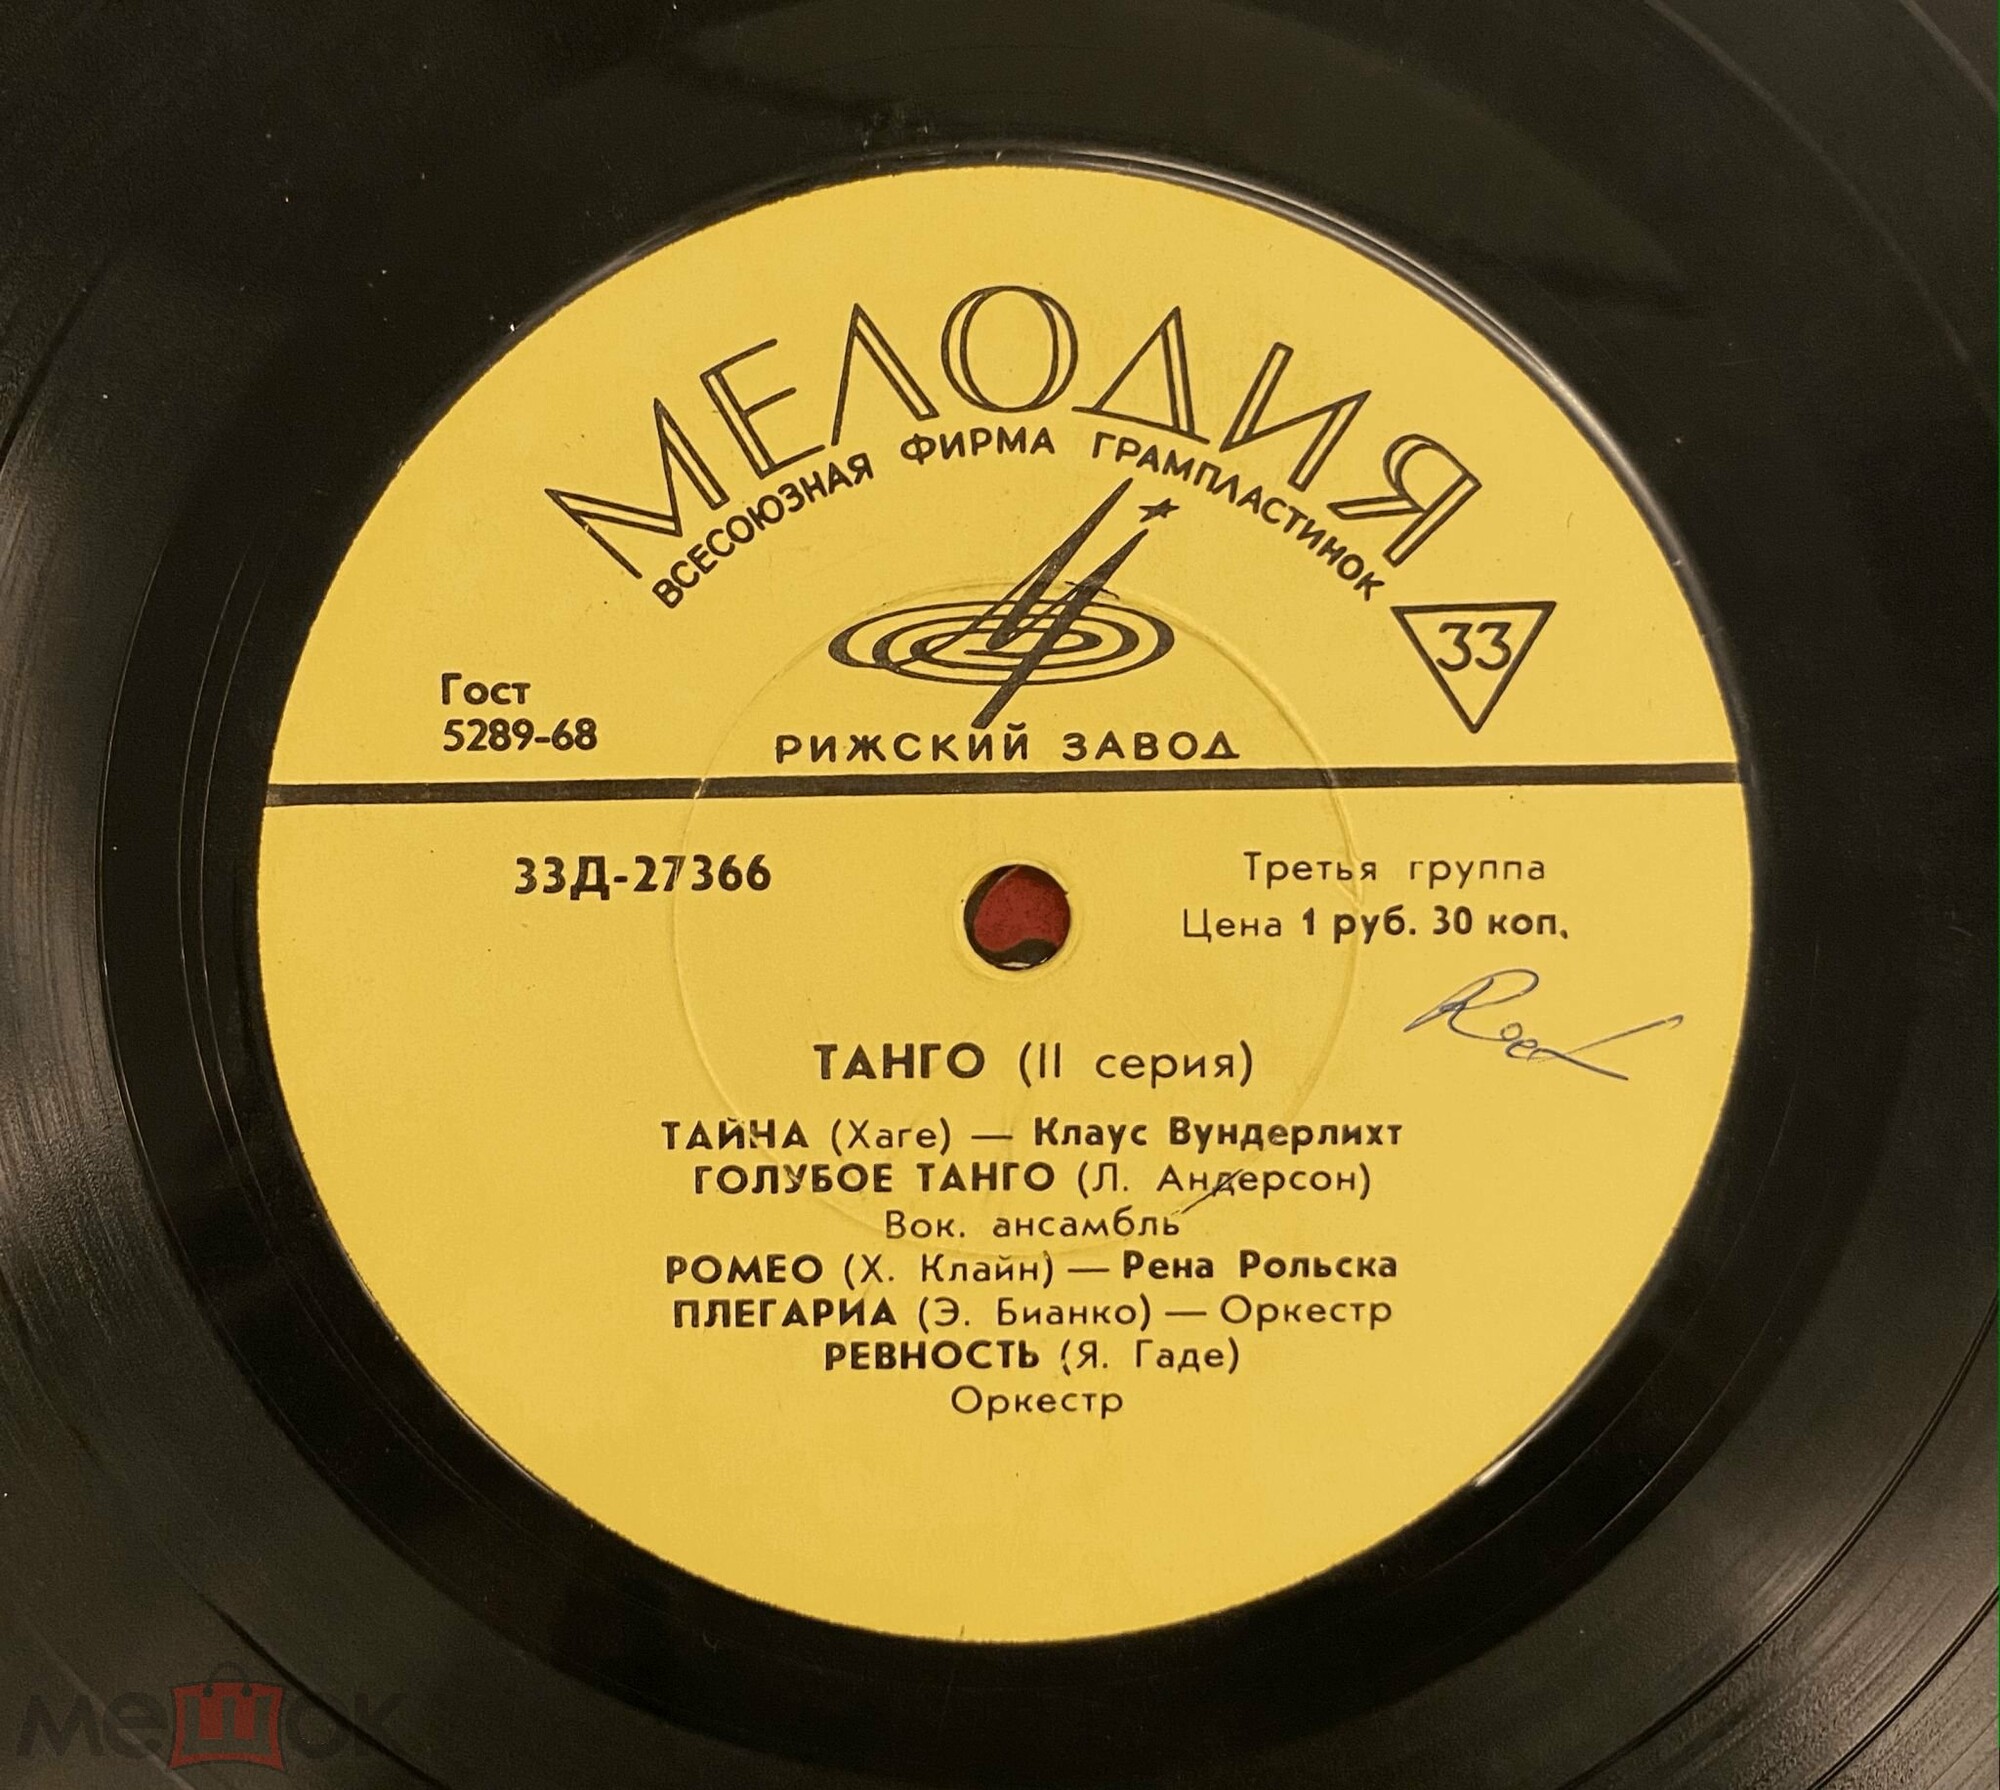 МЕЛОДИЯ
ВСЕСОЮЗНАЯ ФИРМА ГРАМПЛАСТИНОК
33
Гост
5289-68
РИЖСКИЙ ЗАВОД
33Д-27366
Третья группа
Цена 1 руб. 30 коп.
ТАНГО (II серия)
ТАЙНА (Хаге) — Клаус Вундерлихт
ГОЛУБОЕ ТАНГО (Л. Андерсон)
Вок. ансамбль
РОМЕО (Х. Клайн) — Рена Рольска
ПЛЕГАРИА (Э. Бианко) — Оркестр
РЕВНОСТЬ (Я. Гаде)
Оркестр
мешок